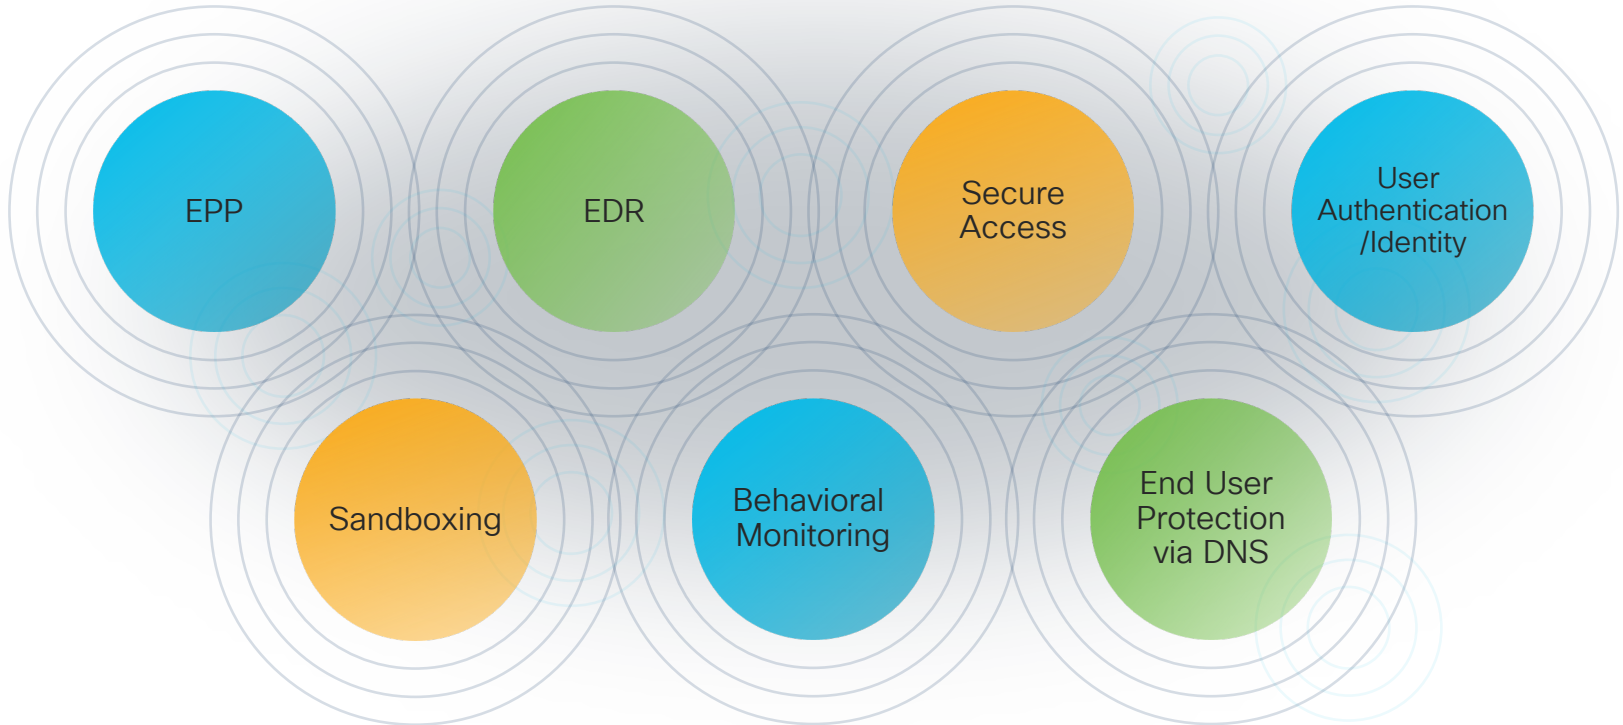 EPP
EDR
Secure
Access
User
Authentication
/Identity
Sandboxing
Behavioral
Monitoring
End User
Protection
via DNS